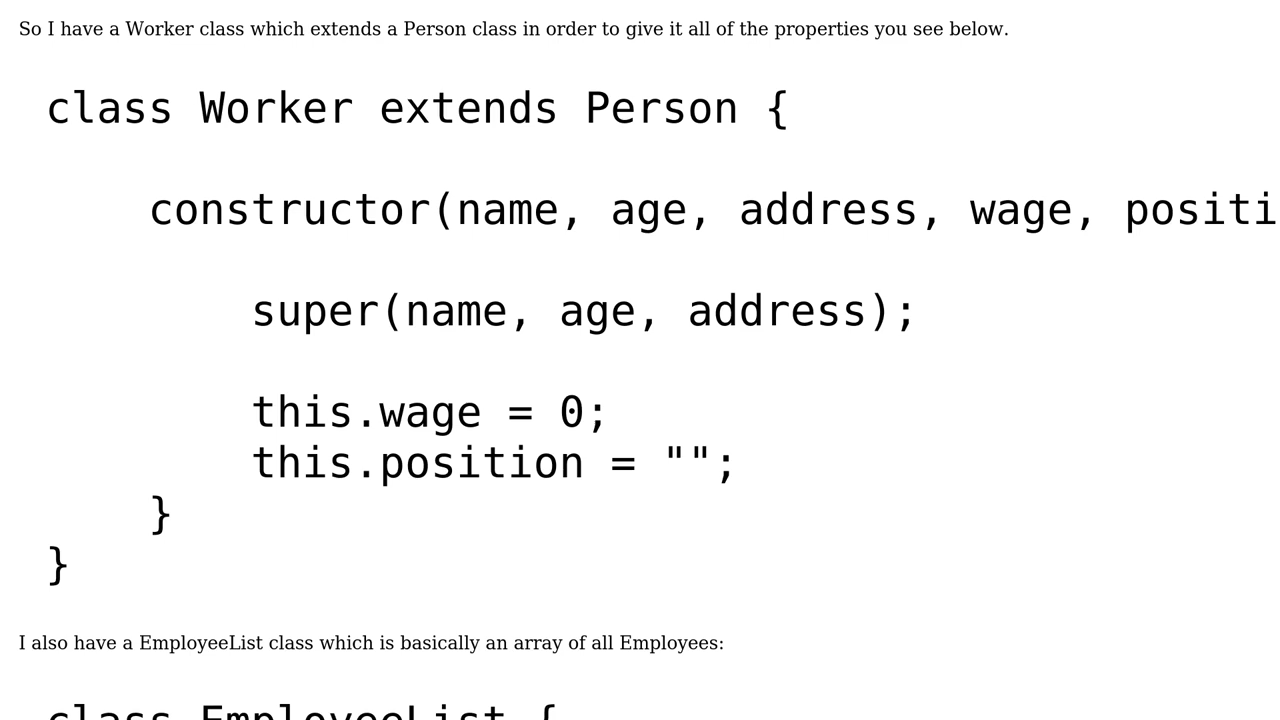 So I have a Worker class which extends a Person class in order to give it all of the properties you see below.
class Worker extends Person {
constructor(name, age, address, wage, positi
super(name, age, address);
this.wage = 0;
this.position = "";
}
}
I also have a EmployeeList class which is basically an array of all Employees:
class EmployeeList {